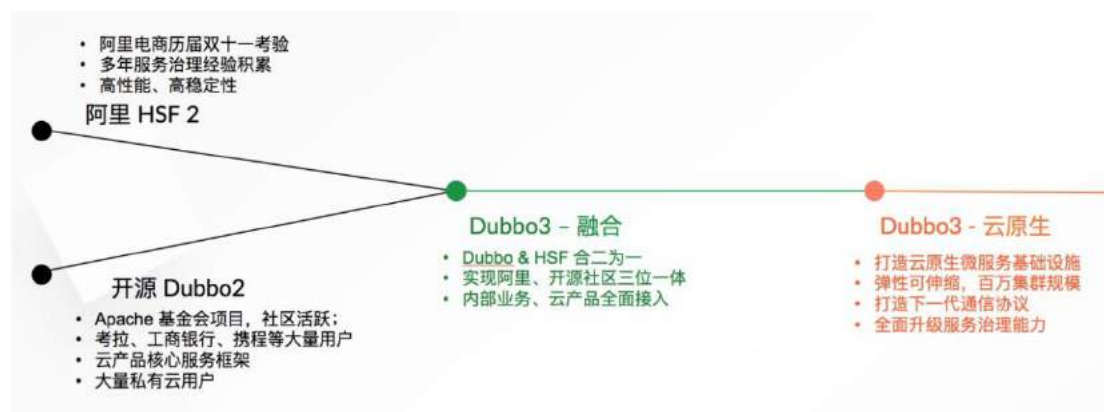 • 阿里电商历届双十一考验
• 多年服务治理经验积累
• 高性能、高稳定性
阿里 HSF 2
开源 Dubbo2
• Apache 基金会项目，社区活跃；
• 考拉、工商银行、携程等大量用户
• 云产品核心服务框架
• 大量私有云用户
Dubbo3 – 融合
• Dubbo & HSF 合二为一
• 实现阿里、开源社区三位一体
• 内部业务、云产品全面接入
Dubbo3 - 云原生
• 打造云原生微服务基础设施
• 弹性可伸缩，百万集群规模
• 打造下一代通信协议
• 全面升级服务治理能力